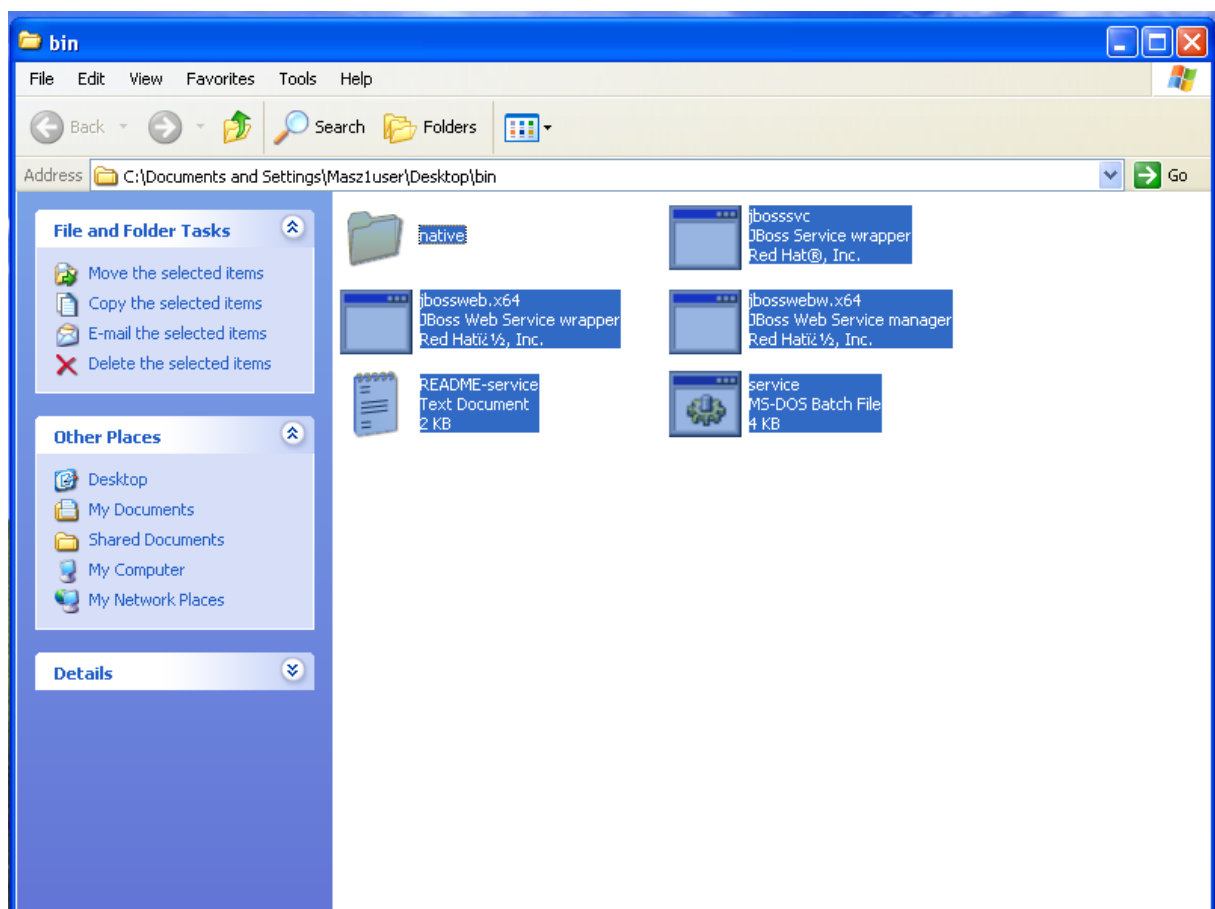 bin
File Edit View Favorites Tools Help
Back Search Folders
Address C:\Documents and Settings\Masz1user\Desktop\bin Go
File and Folder Tasks
Move the selected items
Copy the selected items
E-mail the selected items
Delete the selected items
Other Places
Desktop
My Documents
Shared Documents
My Computer
My Network Places
Details
native
jbosssvc
JBoss Service wrapper
Red Hat®, Inc.
jbossweb.x64
JBoss Web Service wrapper
Red Hatï¿½, Inc.
jbosswebw.x64
JBoss Web Service manager
Red Hatï¿½, Inc.
README-service
Text Document
2 KB
service
MS-DOS Batch File
4 KB